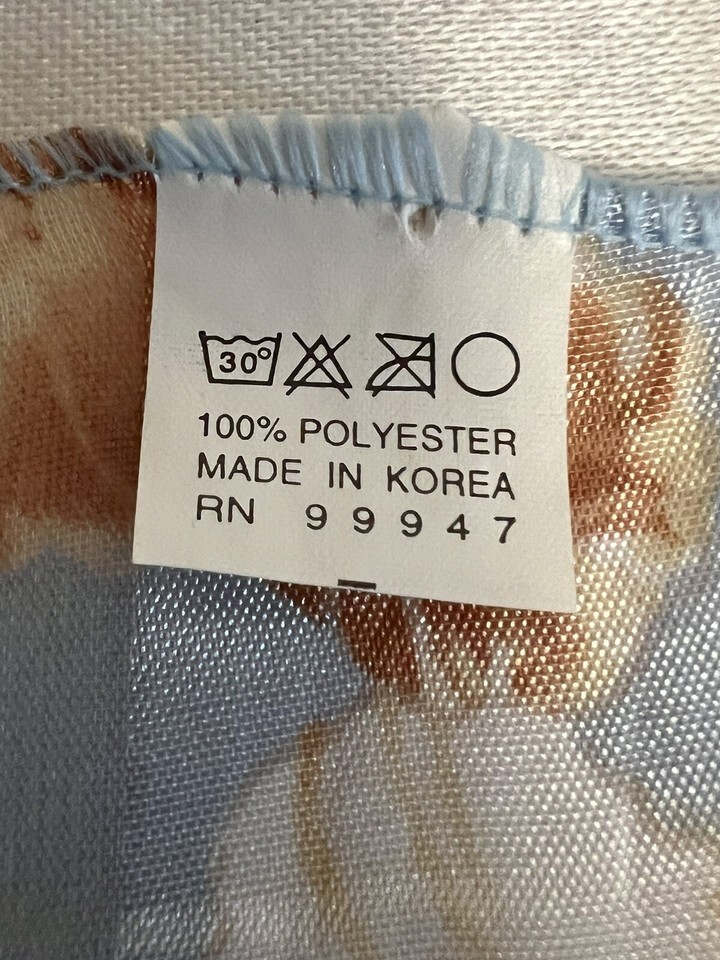 30°
100% POLYESTER
MADE IN KOREA
RN 99947